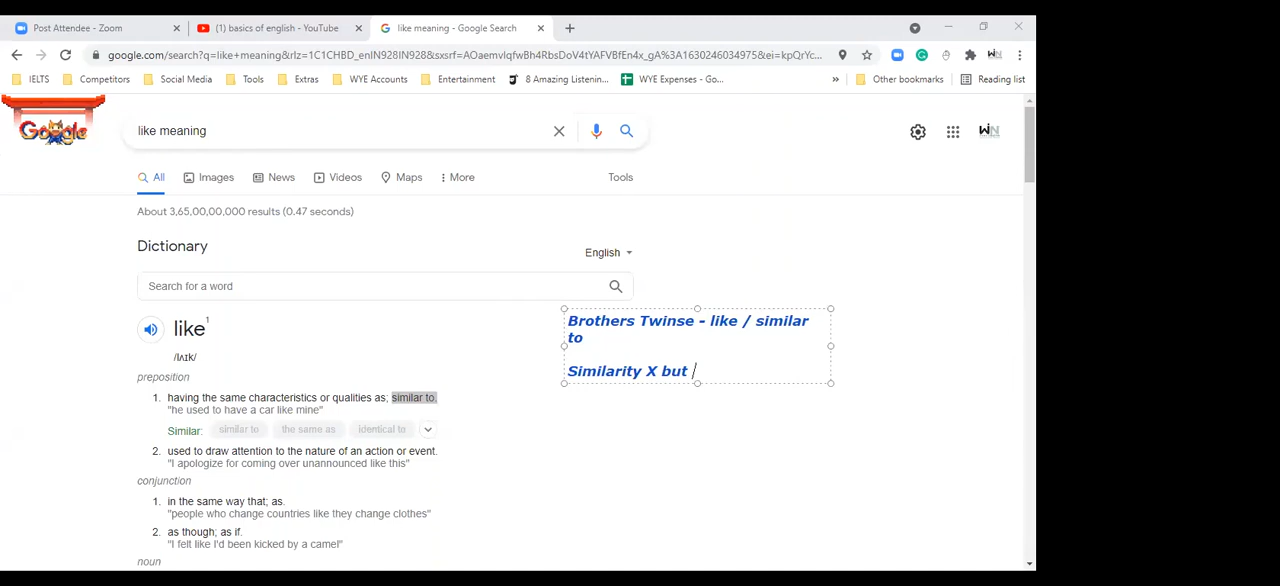 Post Attendee - Zoom
(1) basics of english - YouTube
like meaning - Google Search
google.com/search?q=like+meaning&rlz=1C1CHBD_enIN928IN928&sxsrf=AOaemvIqfwBh4RbsDoV4tYAFVBfEn4x_gA%3A1630246034975&ei=kpQrYc...
IELTS
Competitors
Social Media
Tools
Extras
WYE Accounts
Entertainment
8 Amazing Listenin...
WYE Expenses - Go...
»
Other bookmarks
Reading list
Google
like meaning
WIN
All
Images
News
Videos
Maps
More
Tools
About 3,65,00,00,000 results (0.47 seconds)
Dictionary
English
Search for a word
like¹
/lʌɪk/
preposition
1. having the same characteristics or qualities as; similar to.
"he used to have a car like mine"
Similar: similar to the same as identical to
2. used to draw attention to the nature of an action or event.
"I apologize for coming over unannounced like this"
conjunction
1. in the same way that; as.
"people who change countries like they change clothes"
2. as though; as if.
"I felt like I'd been kicked by a camel"
noun
Brothers Twinse - like / similar
to
Similarity X but